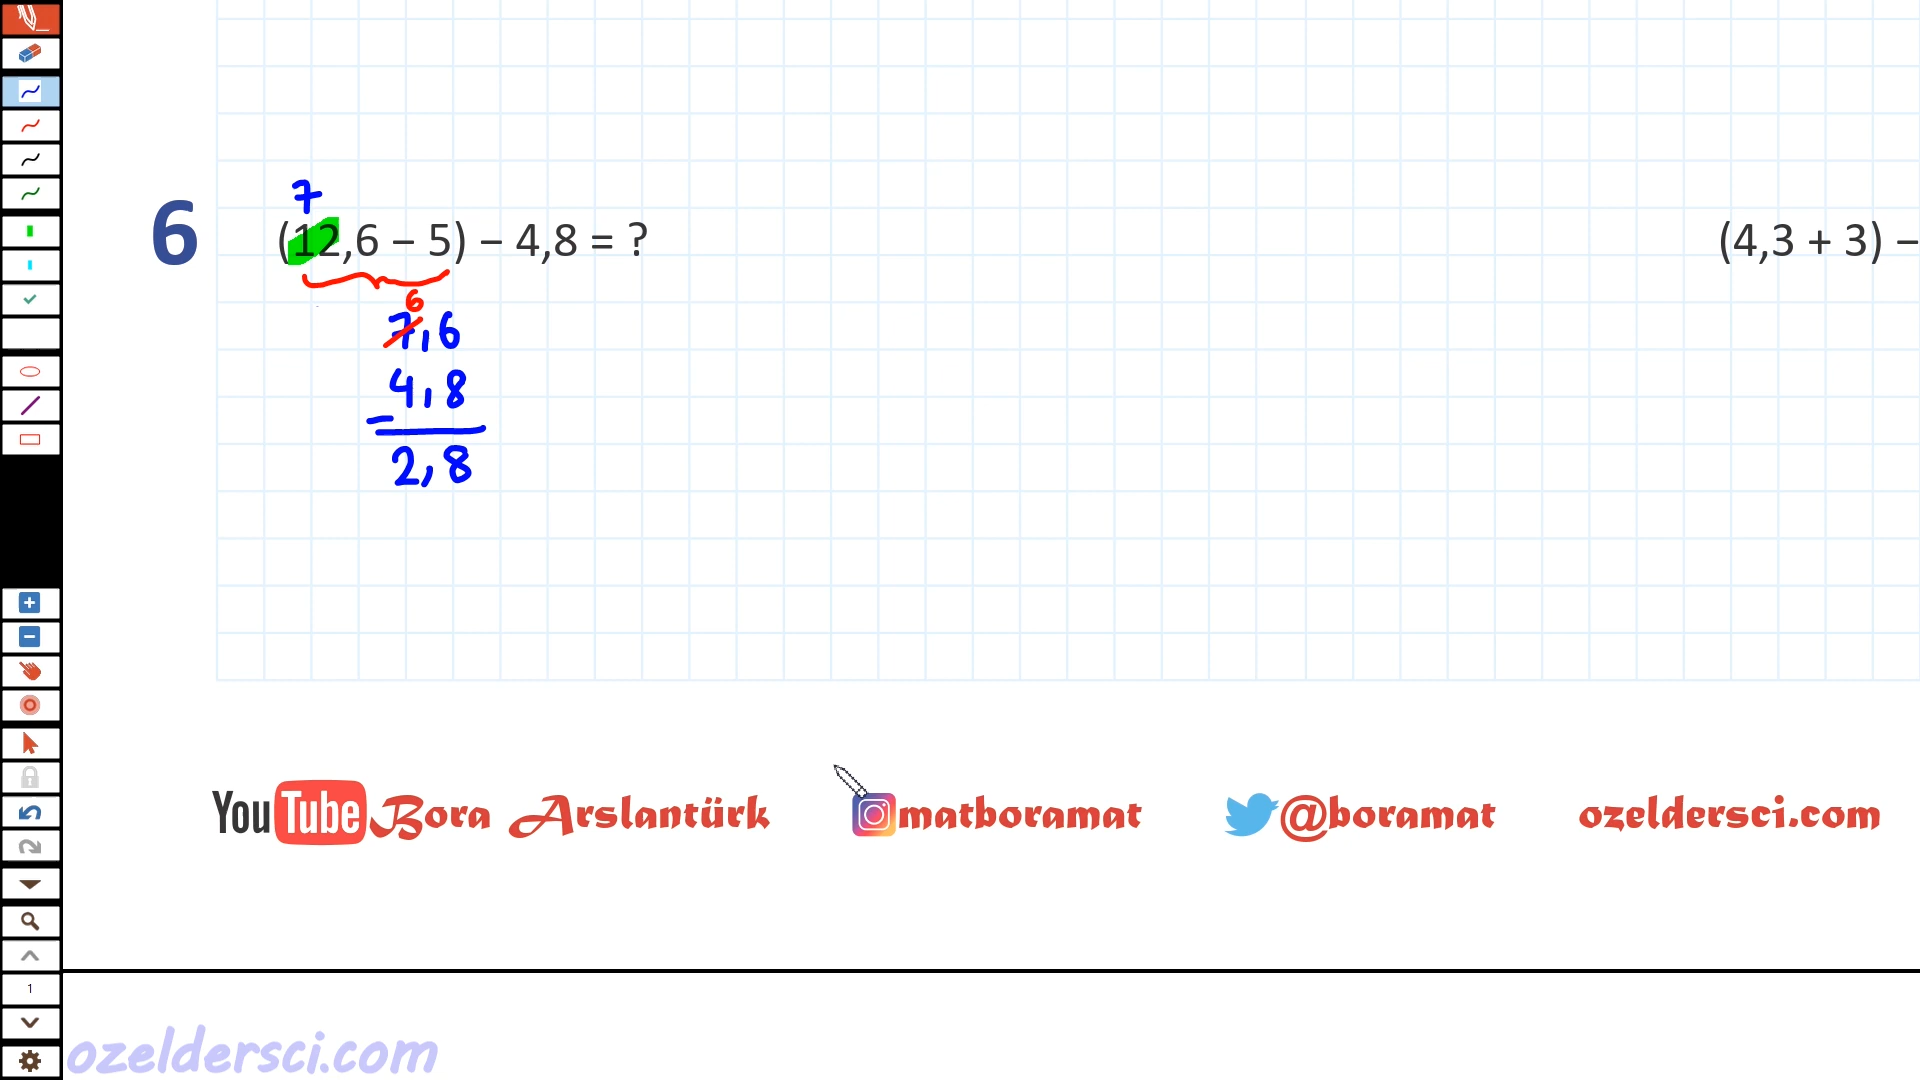 7
6 (12,6 − 5) − 4,8 = ?
(4,3 + 3) −
6
7,6
4,8
−
2,8
YouTube Bora Arslantürk matboramat @boramat ozeldersci.com
1
ozeldersci.com